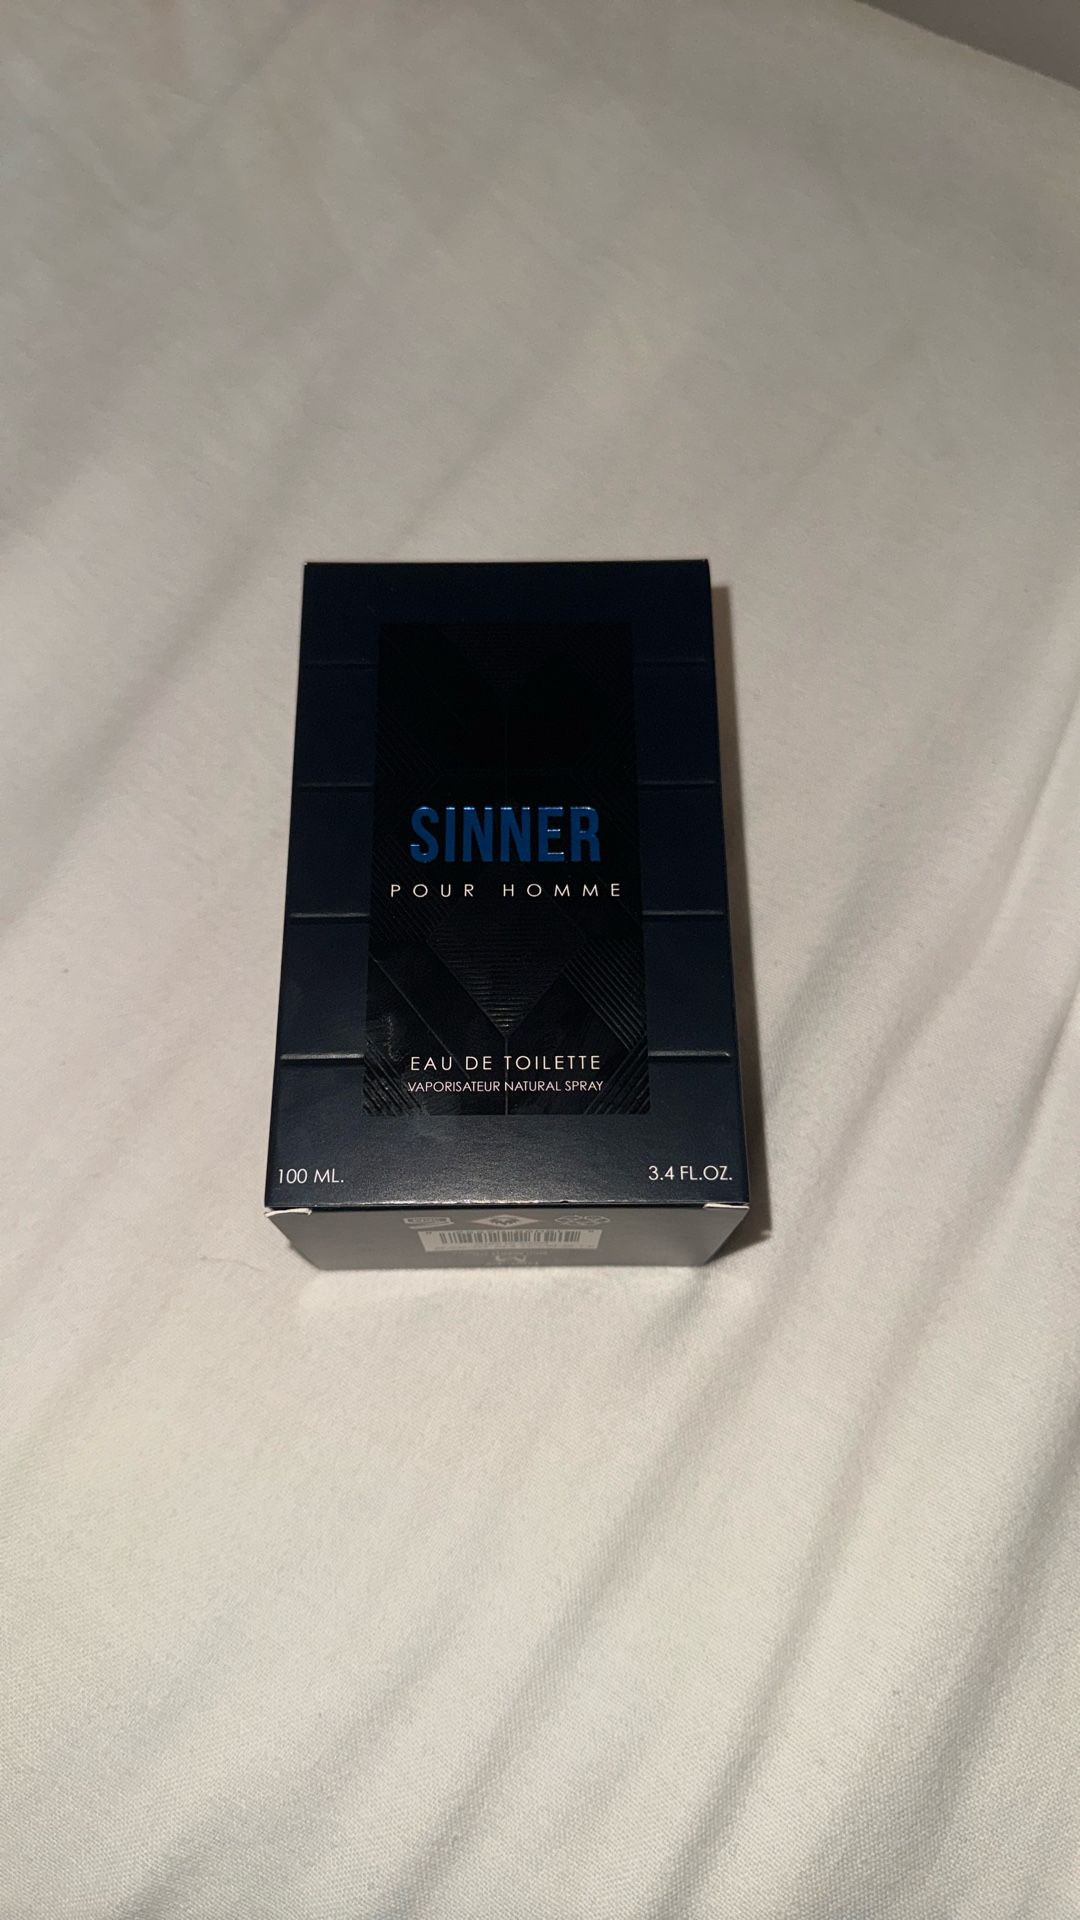 SINNER
POUR HOMME
EAU DE TOILETTE
VAPORISATEUR NATURAL SPRAY
100 ML.
3.4 FL.OZ.